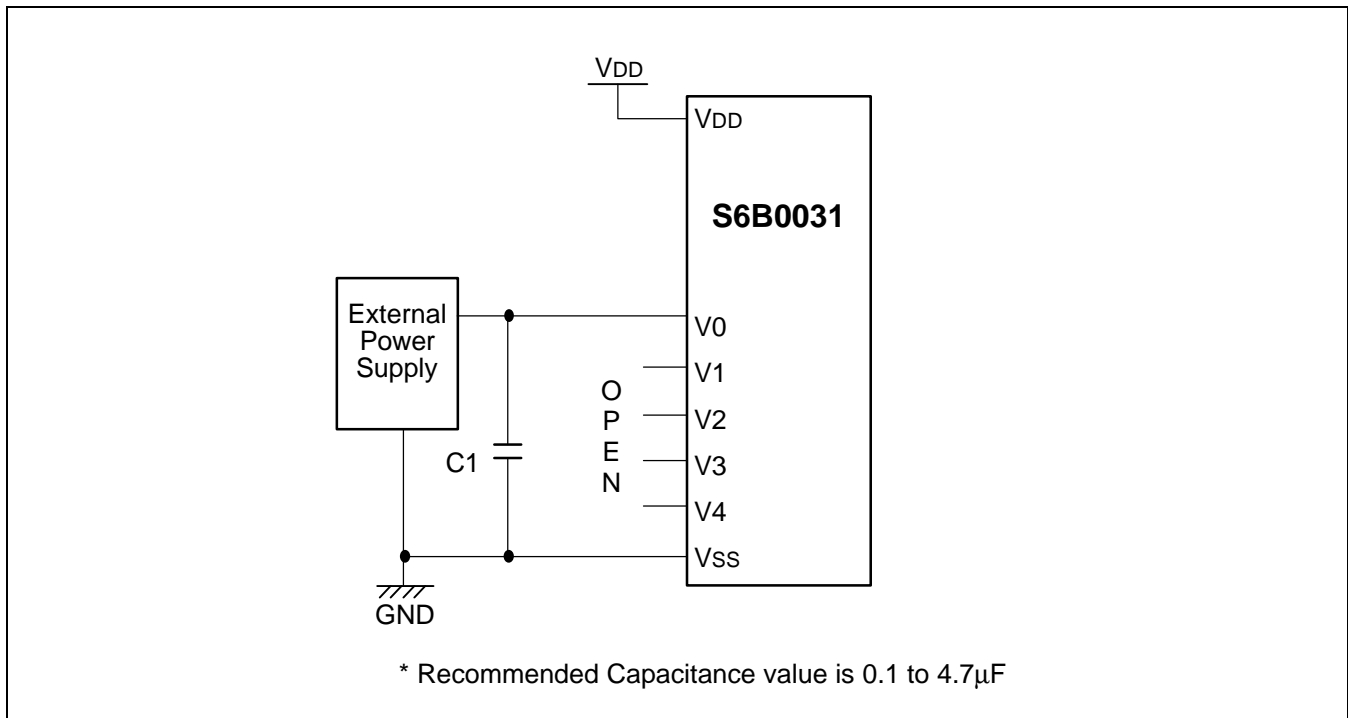 VDD
VDD
S6B0031
External
Power
Supply
V0
V1
V2
V3
V4
VSS
O
P
E
N
C1
GND
* Recommended Capacitance value is 0.1 to 4.7μF